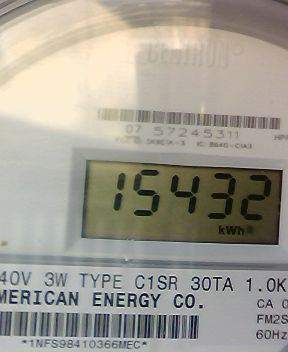 CENTRON®
07 57245311
15432
kWh
40V 3W TYPE C1SR 30TA 1.0K
MERICAN ENERGY CO.
CA 0
FM2S
60Hz
*1NFS98410366MEC*